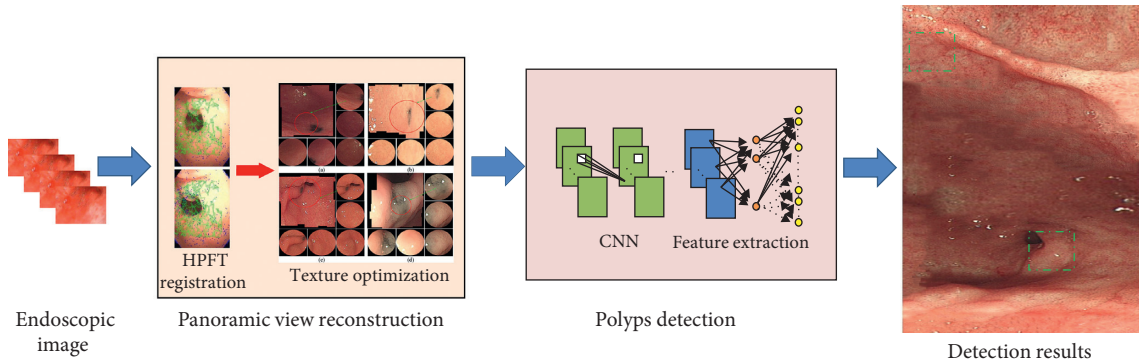 HPFT
registration
(a)
(b)
(c)
(d)
Texture optimization
CNN
Feature extraction
Endoscopic
image
Panoramic view reconstruction
Polyps detection
Detection results